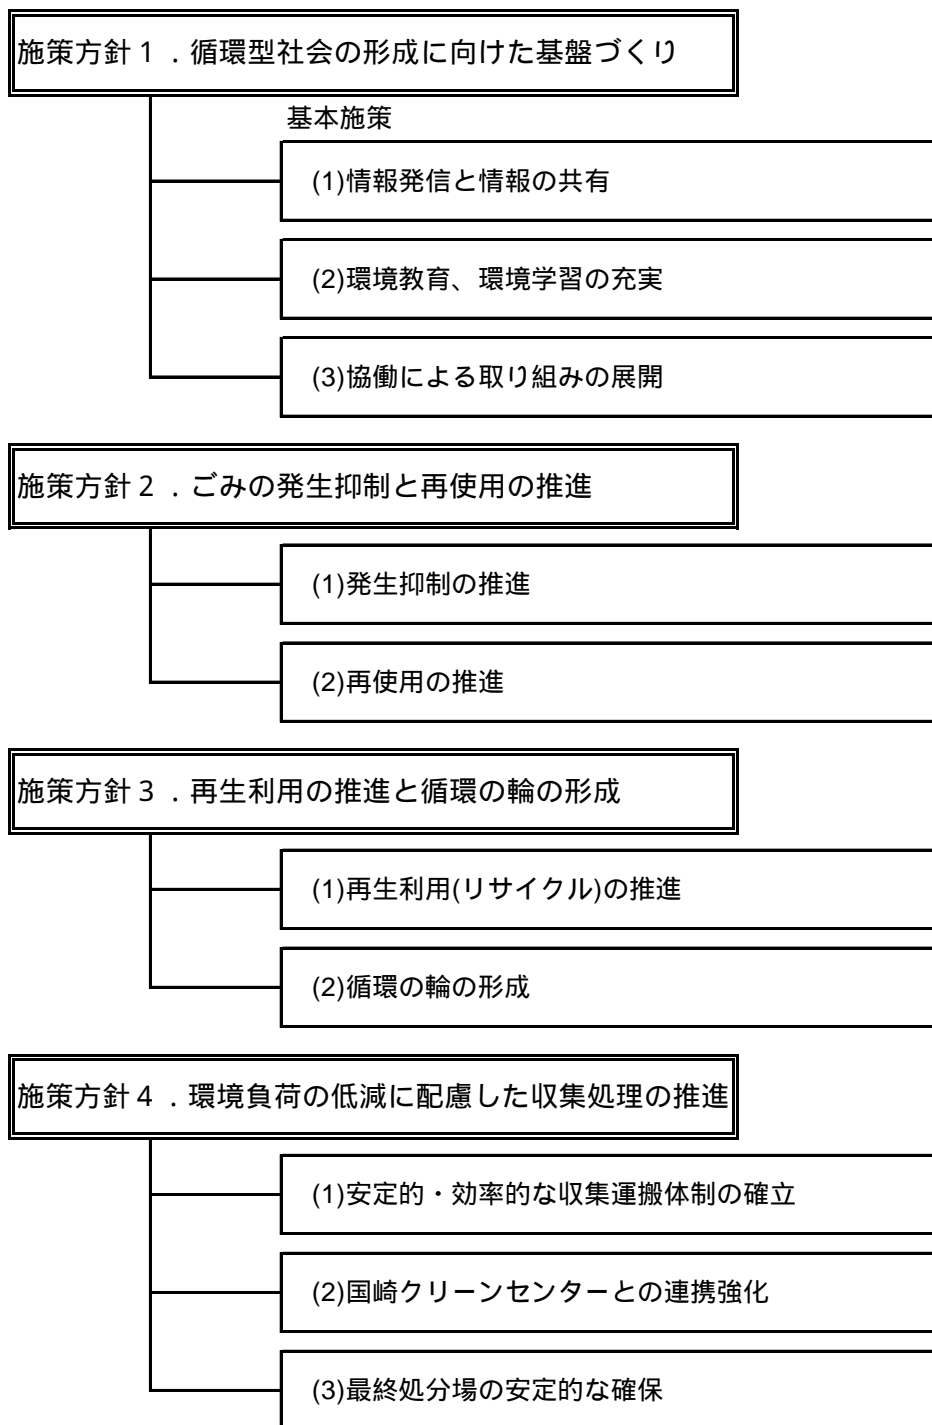 施策方針１．循環型社会の形成に向けた基盤づくり
基本施策
(1)情報発信と情報の共有
(2)環境教育、環境学習の充実
(3)協働による取り組みの展開
施策方針２．ごみの発生抑制と再使用の推進
(1)発生抑制の推進
(2)再使用の推進
施策方針３．再生利用の推進と循環の輪の形成
(1)再生利用(リサイクル)の推進
(2)循環の輪の形成
施策方針４．環境負荷の低減に配慮した収集処理の推進
(1)安定的・効率的な収集運搬体制の確立
(2)国崎クリーンセンターとの連携強化
(3)最終処分場の安定的な確保